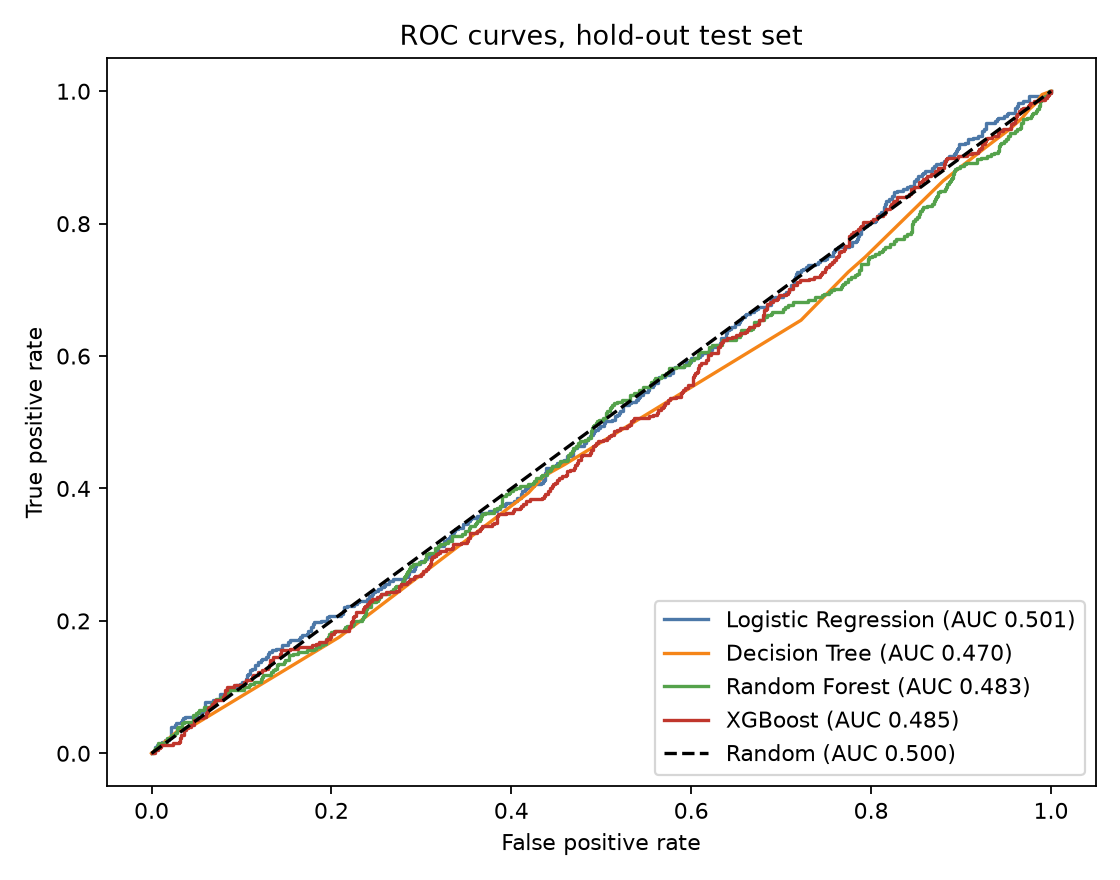 ROC curves, hold-out test set
True positive rate
1.0
0.8
0.6
0.4
0.2
0.0
Logistic Regression (AUC 0.501)
Decision Tree (AUC 0.470)
Random Forest (AUC 0.483)
XGBoost (AUC 0.485)
Random (AUC 0.500)
0.0 0.2 0.4 0.6 0.8 1.0
False positive rate